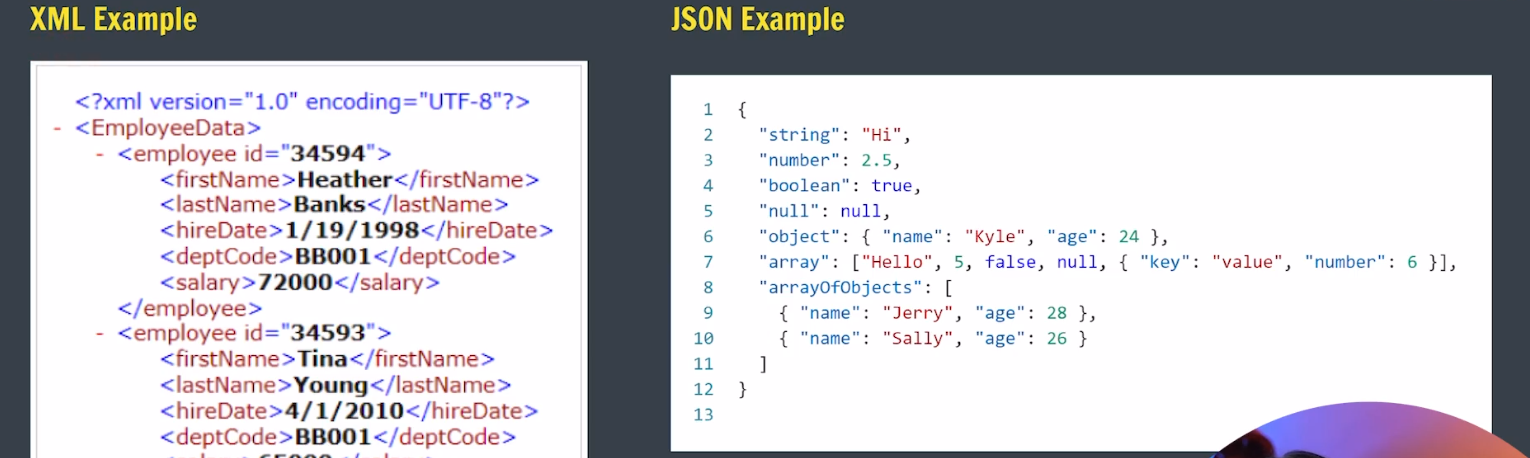 XML Example
<?xml version="1.0" encoding="UTF-8"?>
- <EmployeeData>
- <employee id="34594">
<firstName>Heather</firstName>
<lastName>Banks</lastName>
<hireDate>1/19/1998</hireDate>
<deptCode>BB001</deptCode>
<salary>72000</salary>
</employee>
- <employee id="34593">
<firstName>Tina</firstName>
<lastName>Young</lastName>
<hireDate>4/1/2010</hireDate>
<deptCode>BB001</deptCode>
JSON Example
1 {
2 "string": "Hi",
3 "number": 2.5,
4 "boolean": true,
5 "null": null,
6 "object": { "name": "Kyle", "age": 24 },
7 "array": ["Hello", 5, false, null, { "key": "value", "number": 6 }],
8 "arrayOfObjects": [
9 { "name": "Jerry", "age": 28 },
10 { "name": "Sally", "age": 26 }
11 ]
12 }
13